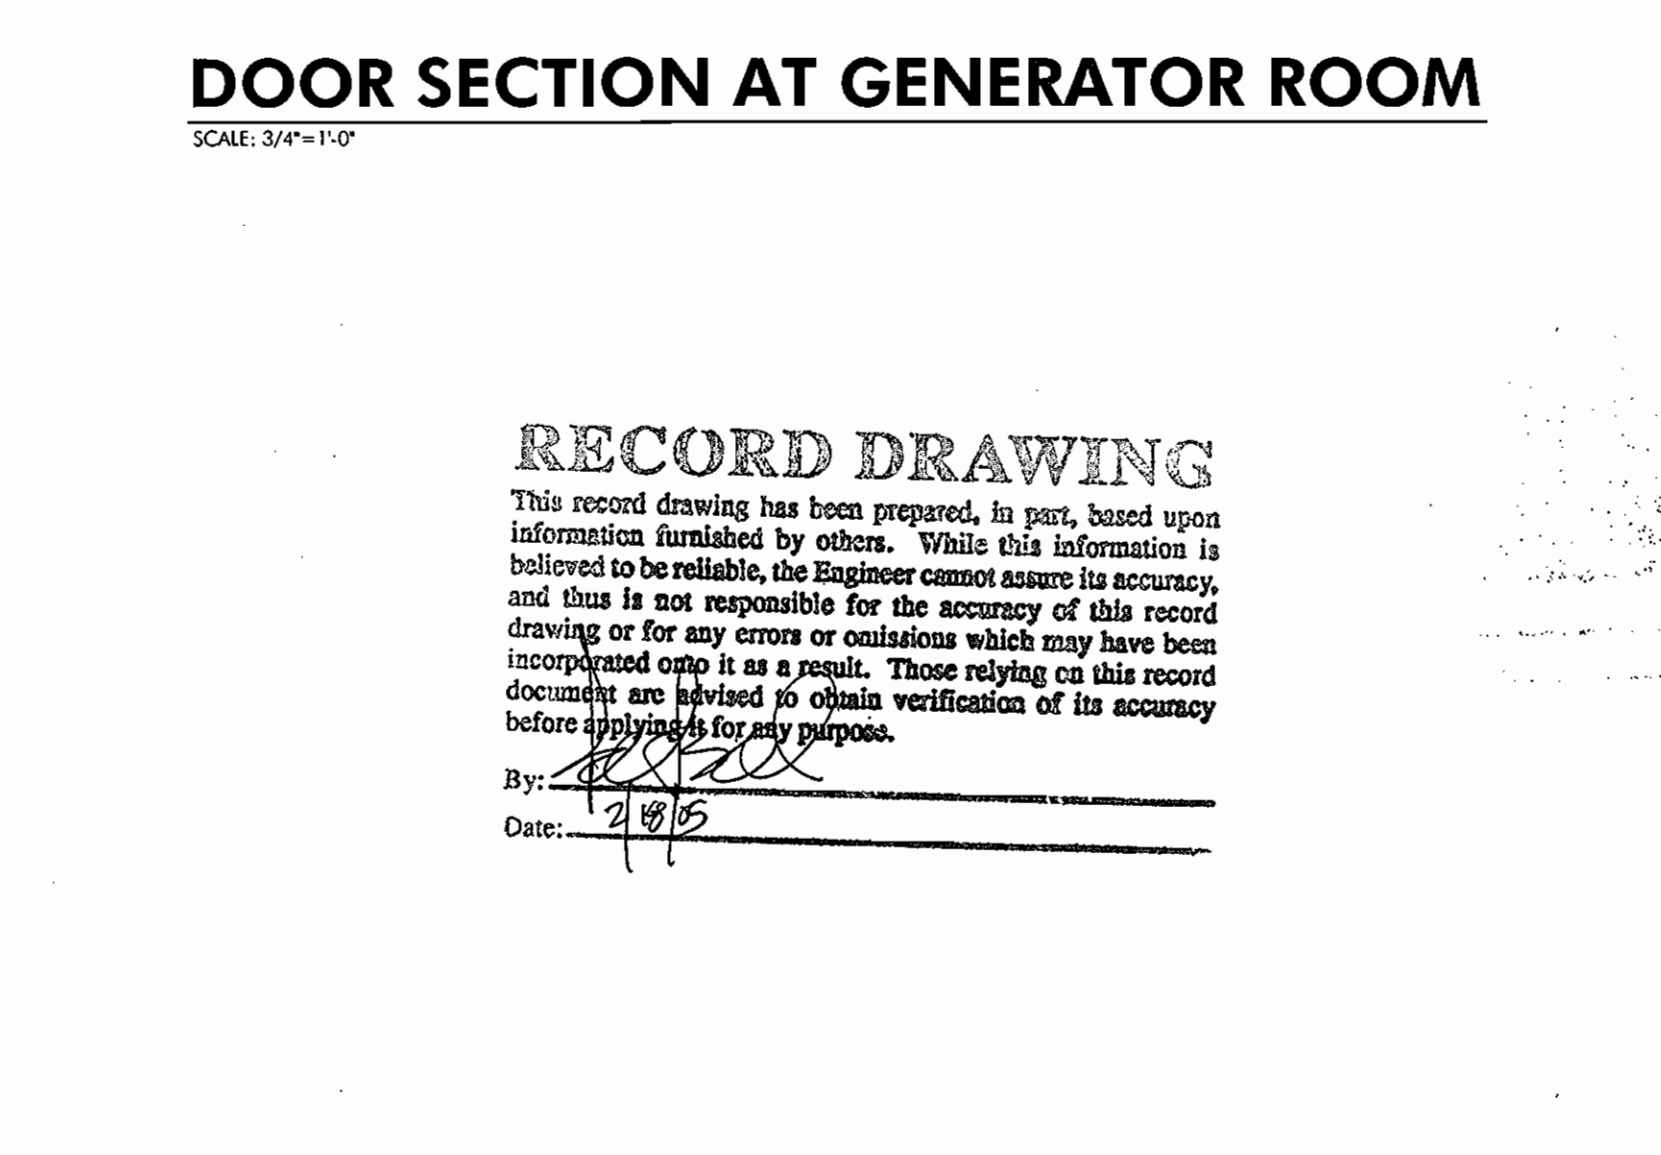 DOOR SECTION AT GENERATOR ROOM
SCALE: 3/4"=1'-0"
RECORD DRAWING
This record drawing has been prepared, in part, based upon
information furnished by others. While this information is
believed to be reliable, the Engineer cannot assure its accuracy,
and thus is not responsible for the accuracy of this record
drawing or for any errors or omissions which may have been
incorporated onto it as a result. Those relying on this record
document are advised to obtain verification of its accuracy
before applying it for any purpose.
By:
Date: 2/18/05